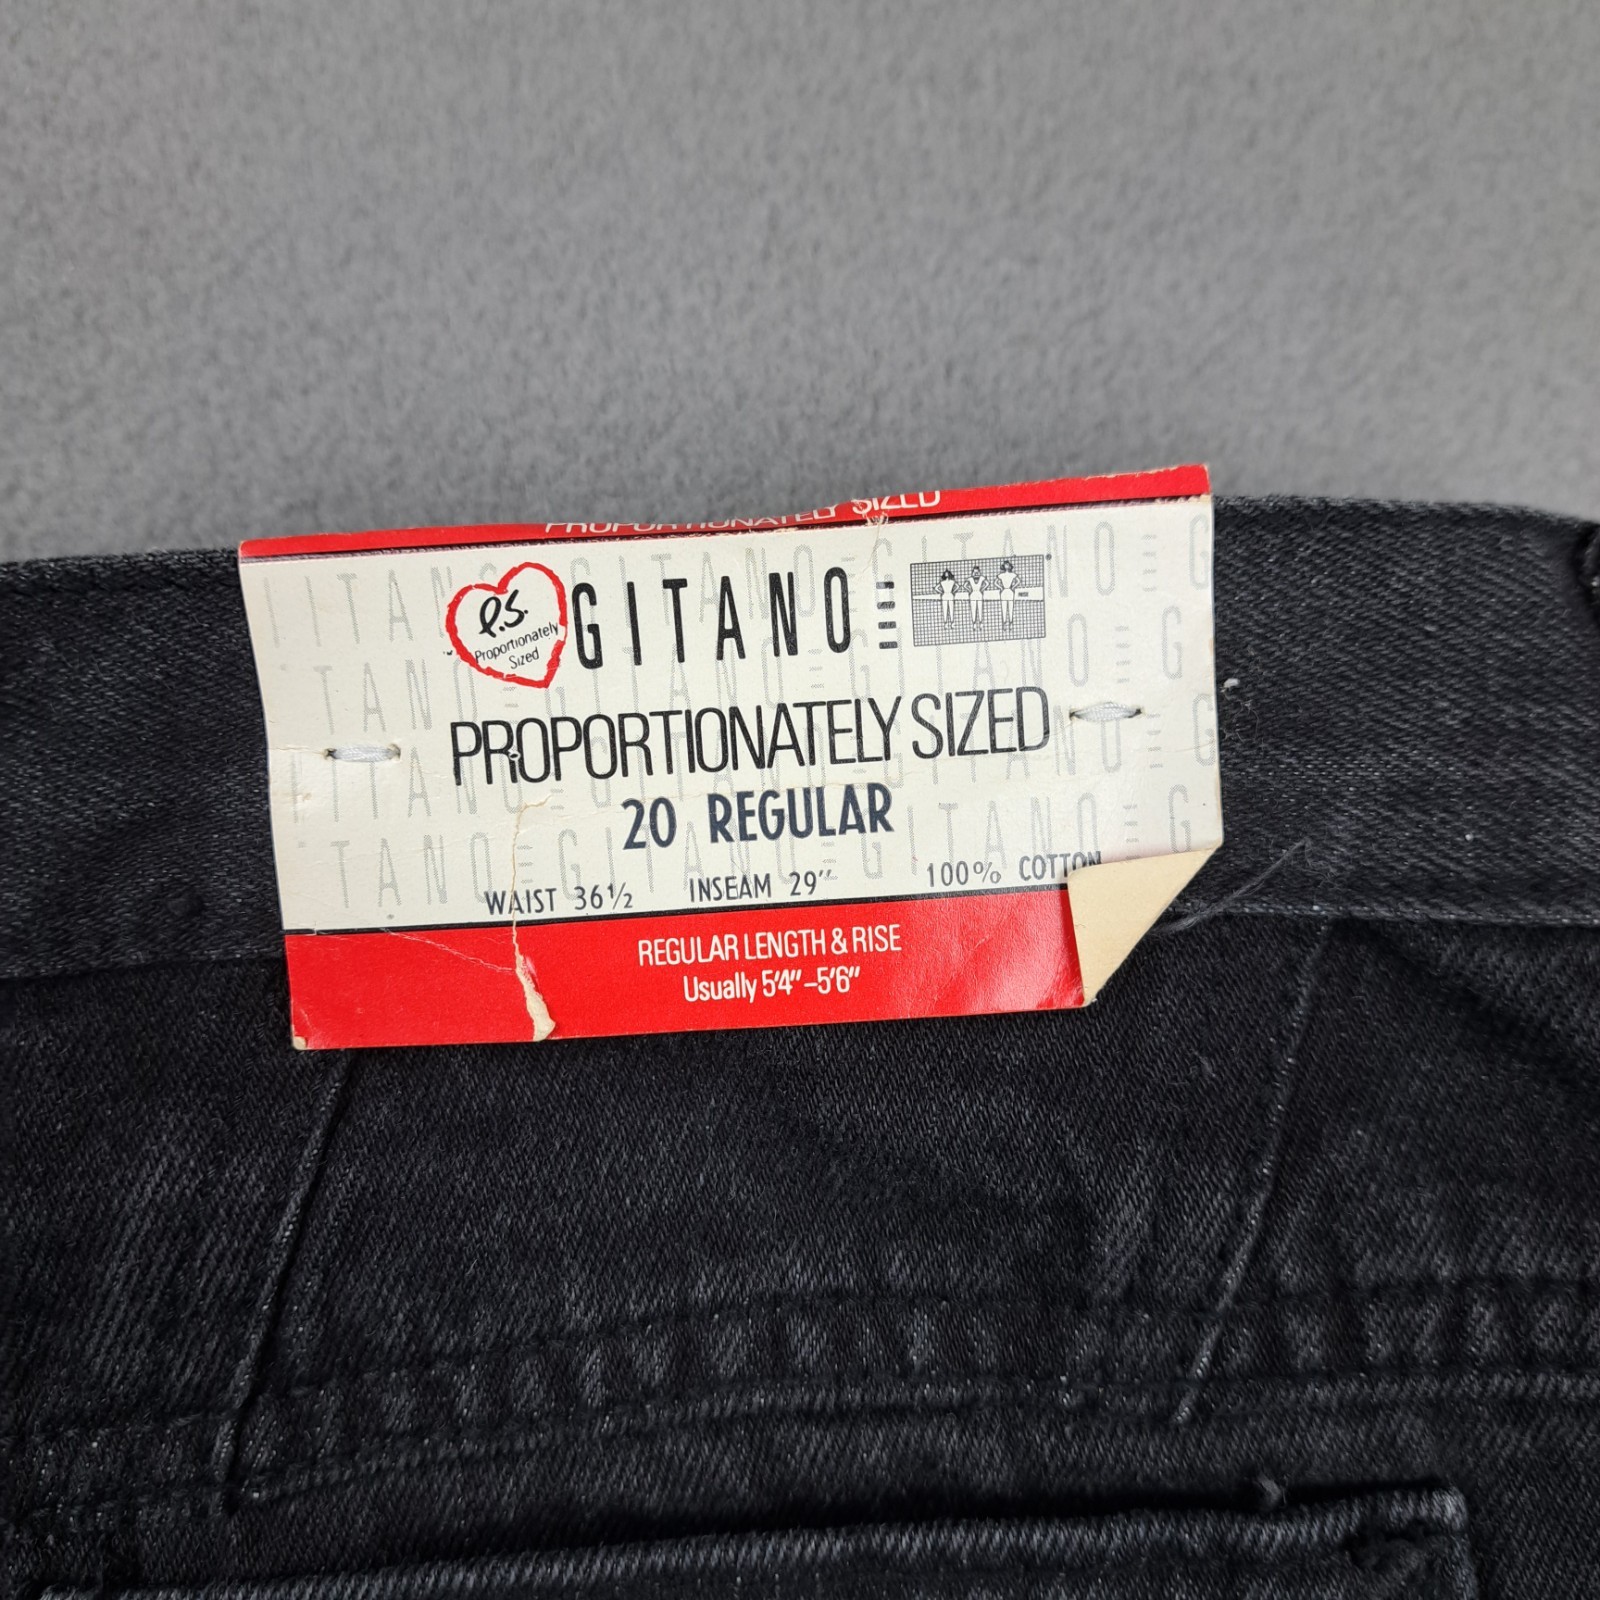 PROPORTIONATELY SIZED
P.S.
Proportionately
Sized
GITANO
PROPORTIONATELY SIZED
20 REGULAR
WAIST 36½ INSEAM 29" 100% COTTON
REGULAR LENGTH & RISE
Usually 5'4"–5'6"